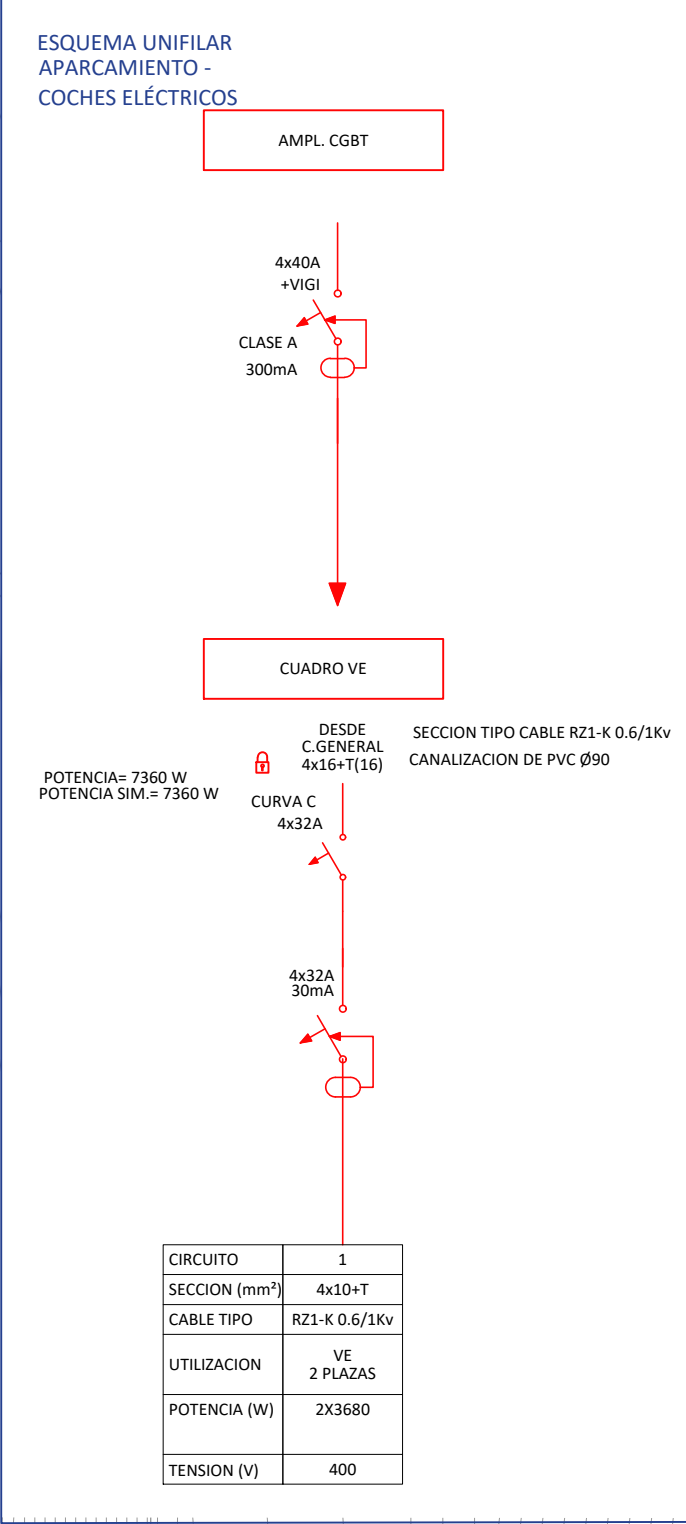 ESQUEMA UNIFILAR
APARCAMIENTO -
COCHES ELÉCTRICOS
AMPL. CGBT
4x40A
+VIGI
CLASE A
300mA
CUADRO VE
DESDE
C.GENERAL
4x16+T(16)
SECCION TIPO CABLE RZ1-K 0.6/1Kv
CANALIZACION DE PVC Ø90
POTENCIA= 7360 W
POTENCIA SIM.= 7360 W
CURVA C
4x32A
4x32A
30mA
CIRCUITO 1
SECCION (mm²) 4x10+T
CABLE TIPO RZ1-K 0.6/1Kv
UTILIZACION VE
2 PLAZAS
POTENCIA (W) 2X3680
TENSION (V) 400